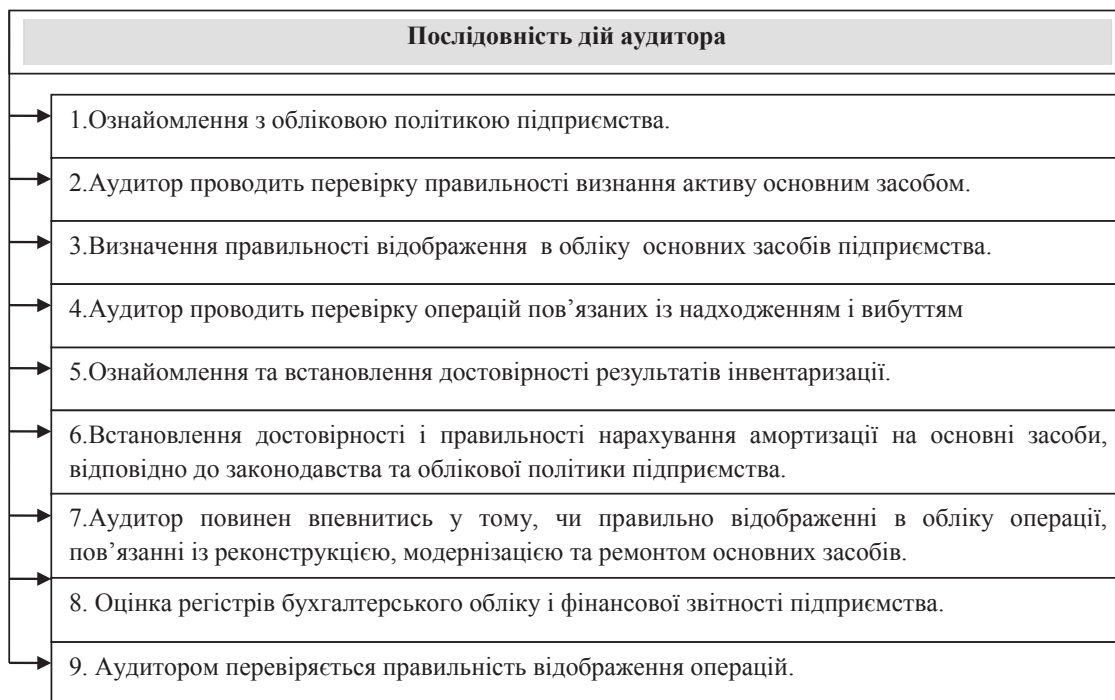 Послідовність дій аудитора
1.Ознайомлення з обліковою політикою підприємства.
2.Аудитор проводить перевірку правильності визнання активу основним засобом.
3.Визначення правильності відображення в обліку основних засобів підприємства.
4.Аудитор проводить перевірку операцій пов’язаних із надходженням і вибуттям
5.Ознайомлення та встановлення достовірності результатів інвентаризації.
6.Встановлення достовірності і правильності нарахування амортизації на основні засоби,
відповідно до законодавства та облікової політики підприємства.
7.Аудитор повинен впевнитись у тому, чи правильно відображенні в обліку операції,
пов’язанні із реконструкцією, модернізацією та ремонтом основних засобів.
8. Оцінка регістрів бухгалтерського обліку і фінансової звітності підприємства.
9. Аудитором перевіряється правильність відображення операцій.